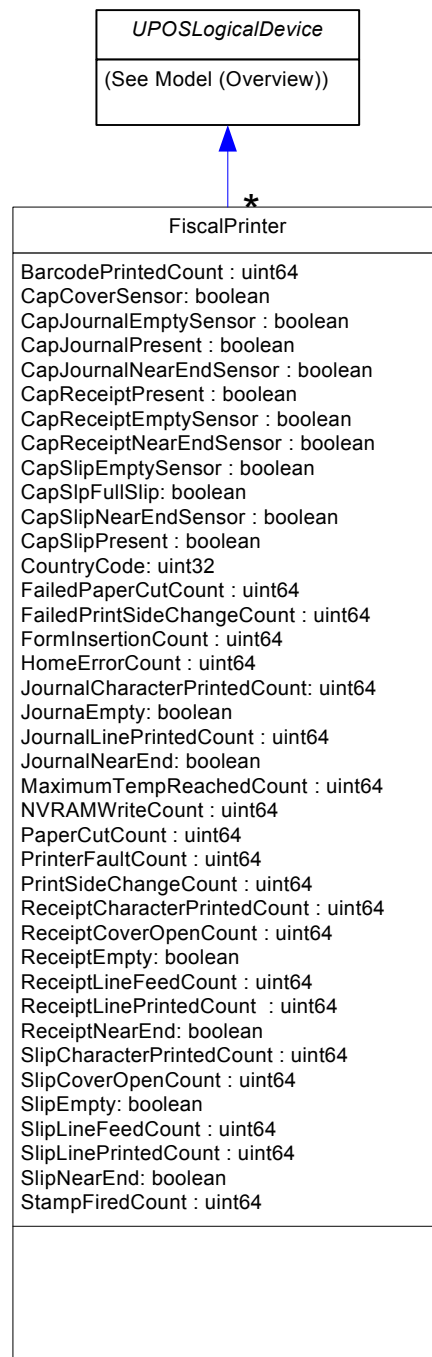 UPOSLogicalDevice
(See Model (Overview))
*
FiscalPrinter
BarcodePrintedCount : uint64
CapCoverSensor: boolean
CapJournalEmptySensor : boolean
CapJournalPresent : boolean
CapJournalNearEndSensor : boolean
CapReceiptPresent : boolean
CapReceiptEmptySensor : boolean
CapReceiptNearEndSensor : boolean
CapSlipEmptySensor : boolean
CapSlpFullSlip: boolean
CapSlipNearEndSensor : boolean
CapSlipPresent : boolean
CountryCode: uint32
FailedPaperCutCount : uint64
FailedPrintSideChangeCount : uint64
FormInsertionCount : uint64
HomeErrorCount : uint64
JournalCharacterPrintedCount: uint64
JournaEmpty: boolean
JournalLinePrintedCount : uint64
JournalNearEnd: boolean
MaximumTempReachedCount : uint64
NVRAMWriteCount : uint64
PaperCutCount : uint64
PrinterFaultCount : uint64
PrintSideChangeCount : uint64
ReceiptCharacterPrintedCount : uint64
ReceiptCoverOpenCount : uint64
ReceiptEmpty: boolean
ReceiptLineFeedCount : uint64
ReceiptLinePrintedCount  : uint64
ReceiptNearEnd: boolean
SlipCharacterPrintedCount : uint64
SlipCoverOpenCount : uint64
SlipEmpty: boolean
SlipLineFeedCount : uint64
SlipLinePrintedCount : uint64
SlipNearEnd: boolean
StampFiredCount : uint64